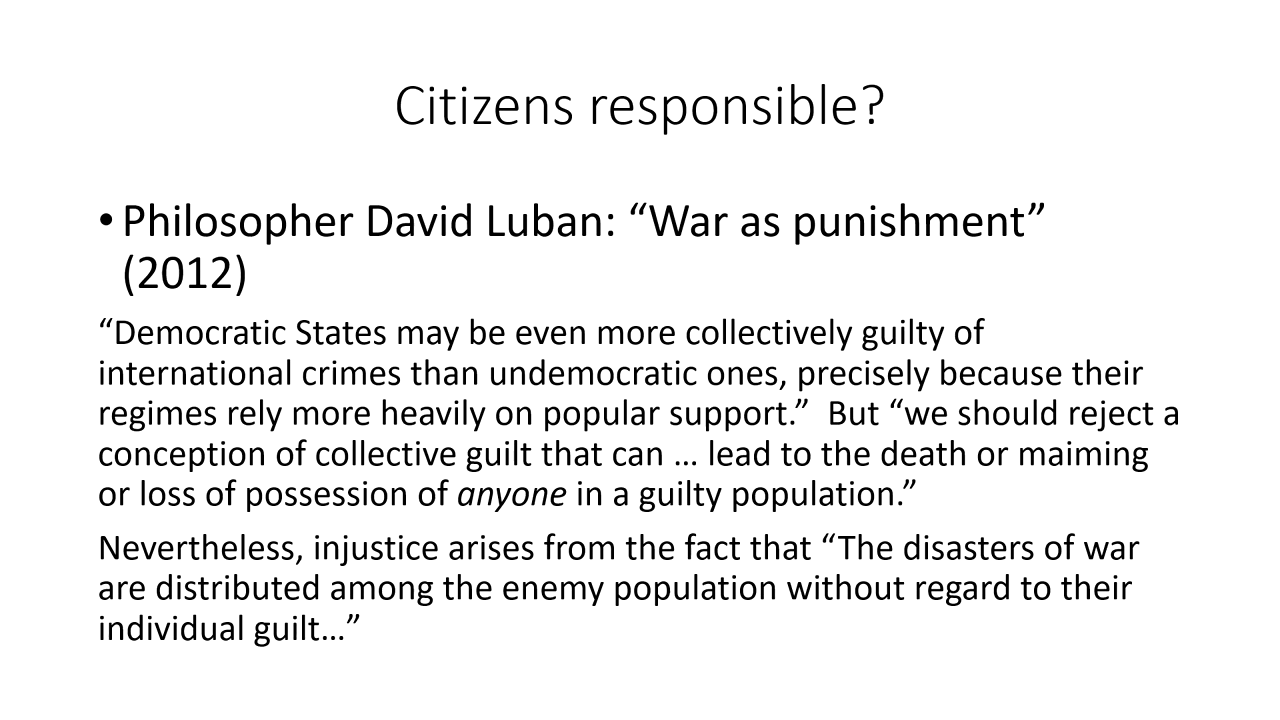 Citizens responsible?
• Philosopher David Luban: “War as punishment”
(2012)
“Democratic States may be even more collectively guilty of
international crimes than undemocratic ones, precisely because their
regimes rely more heavily on popular support.”  But “we should reject a
conception of collective guilt that can … lead to the death or maiming
or loss of possession of anyone in a guilty population.”
Nevertheless, injustice arises from the fact that “The disasters of war
are distributed among the enemy population without regard to their
individual guilt…”